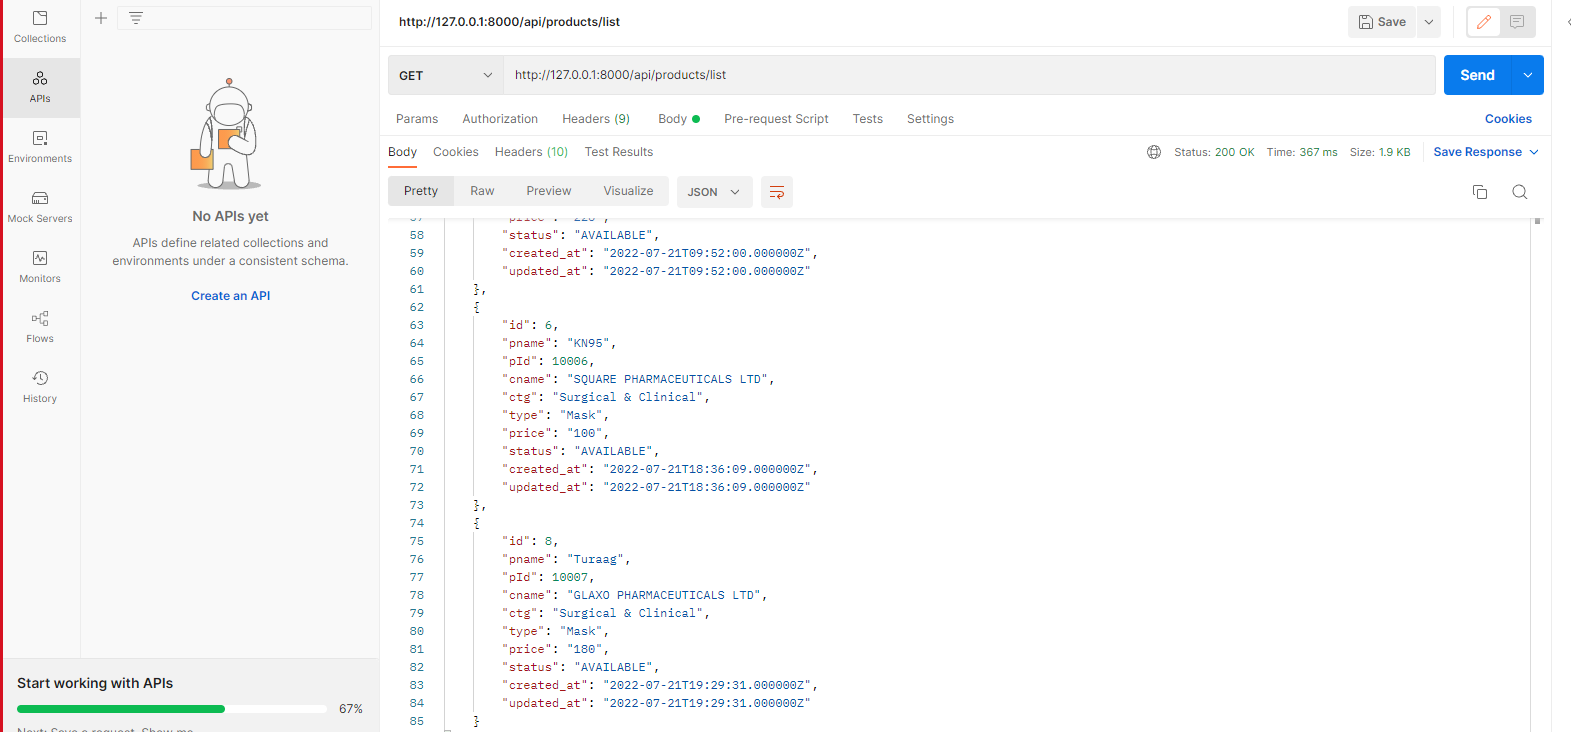 Collections
APIs
Environments
Mock Servers
Monitors
Flows
History
No APIs yet
APIs define related collections and
environments under a consistent schema.
Create an API
Start working with APIs
67%
Next: Save a request. Show me
http://127.0.0.1:8000/api/products/list
Save
GET
http://127.0.0.1:8000/api/products/list
Send
Params Authorization Headers (9) Body Pre-request Script Tests Settings Cookies
Body Cookies Headers (10) Test Results Status: 200 OK Time: 367 ms Size: 1.9 KB Save Response
Pretty Raw Preview Visualize JSON
57 "price": "220",
58 "status": "AVAILABLE",
59 "created_at": "2022-07-21T09:52:00.000000Z",
60 "updated_at": "2022-07-21T09:52:00.000000Z"
61 },
62 {
63 "id": 6,
64 "pname": "KN95",
65 "pId": 10006,
66 "cname": "SQUARE PHARMACEUTICALS LTD",
67 "ctg": "Surgical & Clinical",
68 "type": "Mask",
69 "price": "100",
70 "status": "AVAILABLE",
71 "created_at": "2022-07-21T18:36:09.000000Z",
72 "updated_at": "2022-07-21T18:36:09.000000Z"
73 },
74 {
75 "id": 8,
76 "pname": "Turaag",
77 "pId": 10007,
78 "cname": "GLAXO PHARMACEUTICALS LTD",
79 "ctg": "Surgical & Clinical",
80 "type": "Mask",
81 "price": "180",
82 "status": "AVAILABLE",
83 "created_at": "2022-07-21T19:29:31.000000Z",
84 "updated_at": "2022-07-21T19:29:31.000000Z"
85 }